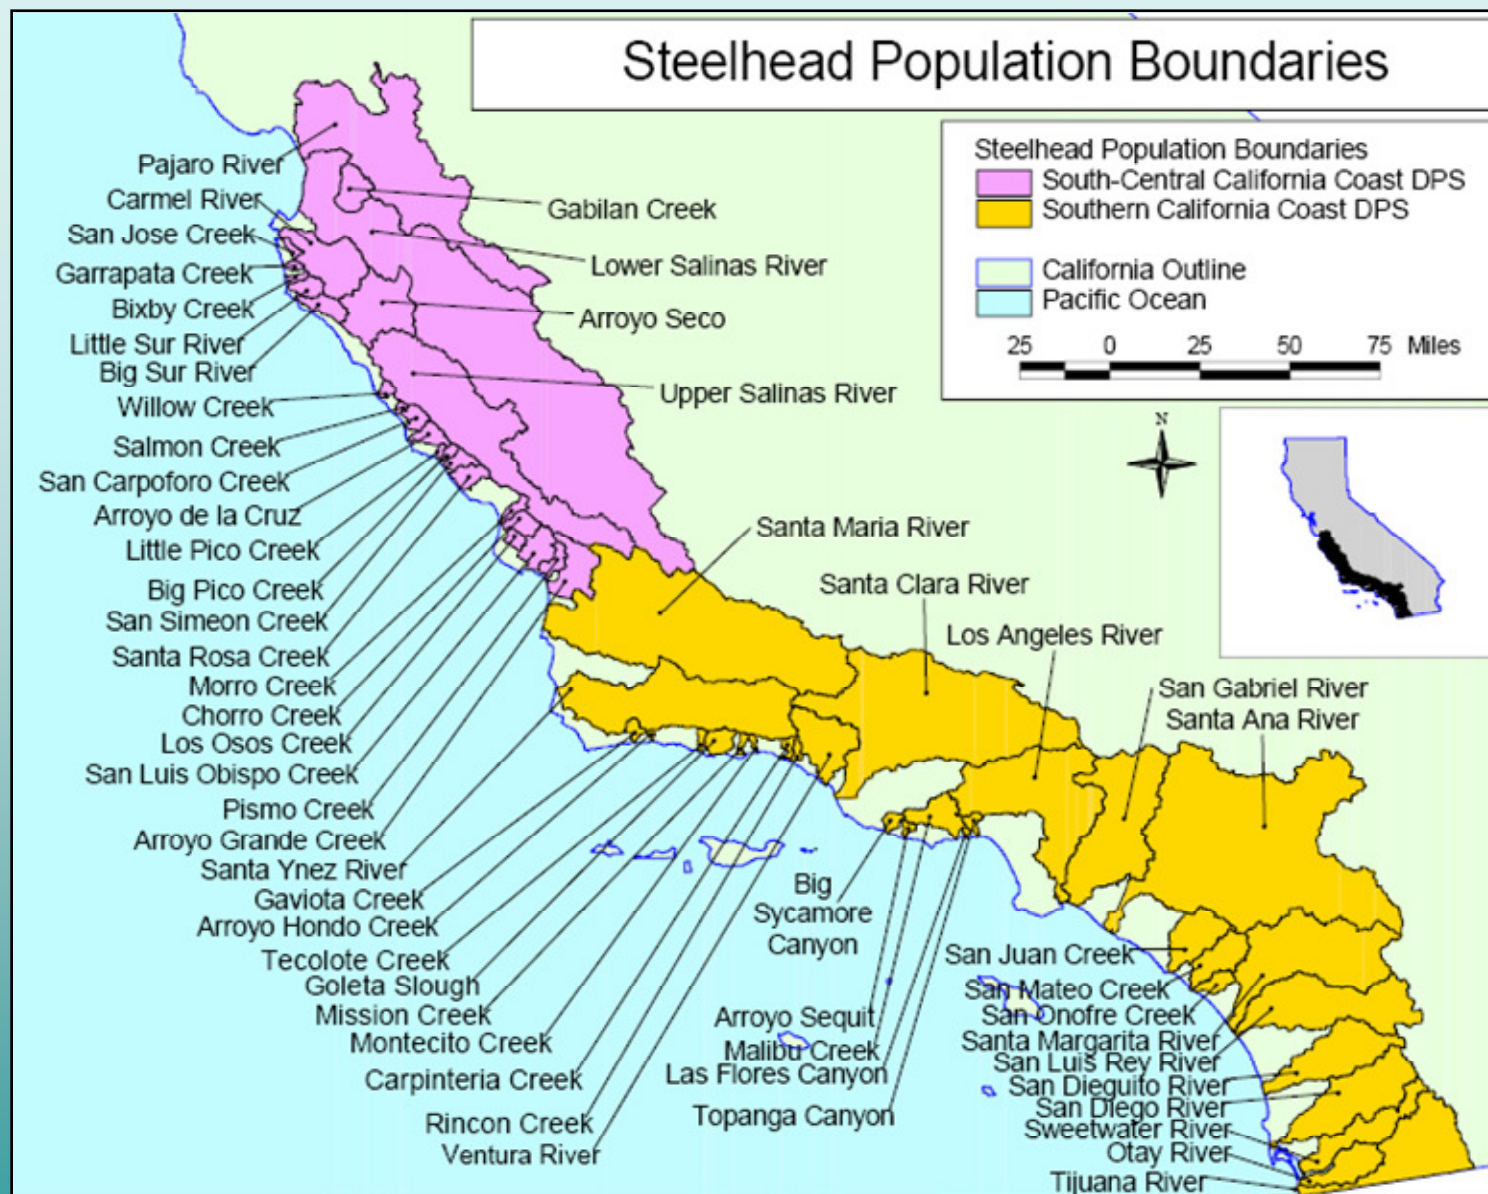 Steelhead Population Boundaries
Steelhead Population Boundaries
South-Central California Coast DPS
Southern California Coast DPS
California Outline
Pacific Ocean
25 0 25 50 75 Miles
N
Pajaro River
Carmel River
San Jose Creek
Garrapata Creek
Bixby Creek
Little Sur River
Big Sur River
Willow Creek
Salmon Creek
San Carpoforo Creek
Arroyo de la Cruz
Little Pico Creek
Big Pico Creek
San Simeon Creek
Santa Rosa Creek
Morro Creek
Chorro Creek
Los Osos Creek
San Luis Obispo Creek
Pismo Creek
Arroyo Grande Creek
Santa Ynez River
Gaviota Creek
Arroyo Hondo Creek
Tecolote Creek
Goleta Slough
Mission Creek
Montecito Creek
Carpinteria Creek
Rincon Creek
Ventura River
Gabilan Creek
Lower Salinas River
Arroyo Seco
Upper Salinas River
Santa Maria River
Santa Clara River
Los Angeles River
San Gabriel River
Santa Ana River
Big
Sycamore
Canyon
Arroyo Sequit
Malibu Creek
Las Flores Canyon
Topanga Canyon
San Juan Creek
San Mateo Creek
San Onofre Creek
Santa Margarita River
San Luis Rey River
San Dieguito River
San Diego River
Sweetwater River
Otay River
Tijuana River